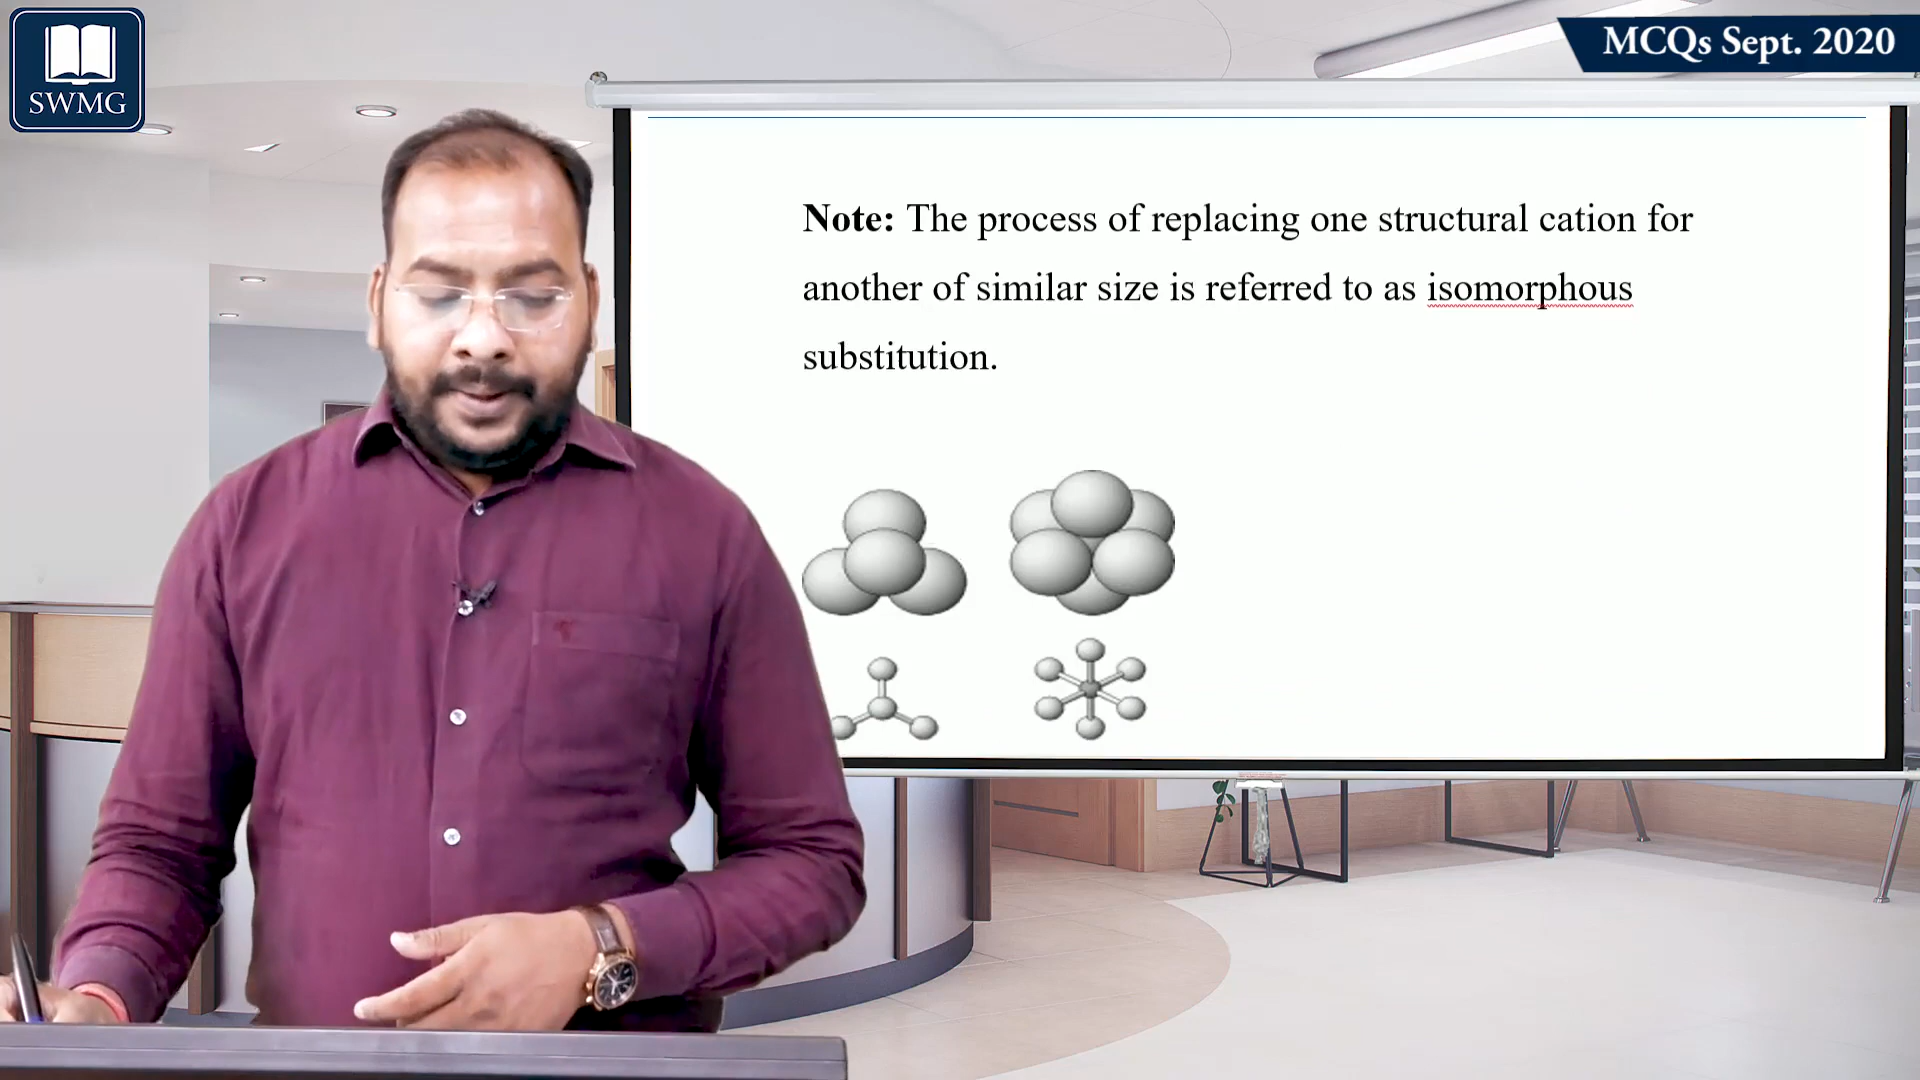 SWMG
MCQs Sept. 2020
Note: The process of replacing one structural cation for
another of similar size is referred to as isomorphous
substitution.